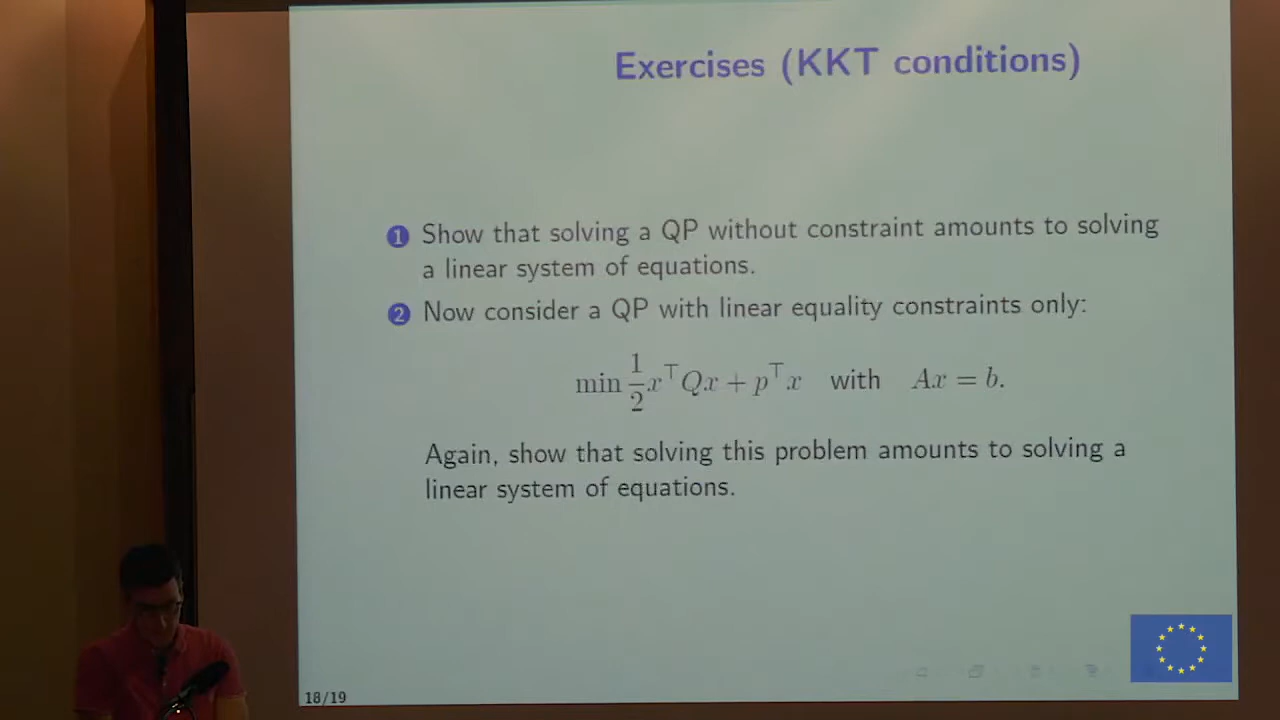 Exercises (KKT conditions)
1 Show that solving a QP without constraint amounts to solving
a linear system of equations.
2 Now consider a QP with linear equality constraints only:
min 1/2 x⊤Qx + p⊤x with Ax = b.
Again, show that solving this problem amounts to solving a
linear system of equations.
18/19